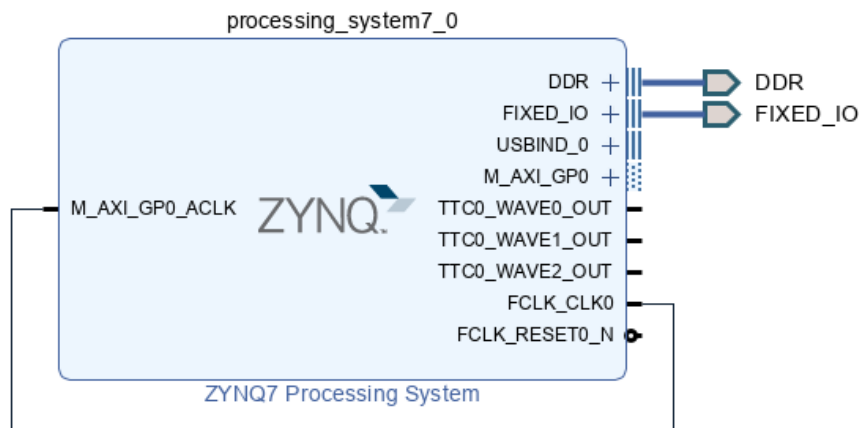 processing_system7_0
DDR
DDR
FIXED_IO
FIXED_IO
USBIND_0
M_AXI_GP0
M_AXI_GP0_ACLK
ZYNQ
TTC0_WAVE0_OUT
TTC0_WAVE1_OUT
TTC0_WAVE2_OUT
FCLK_CLK0
FCLK_RESET0_N
ZYNQ7 Processing System